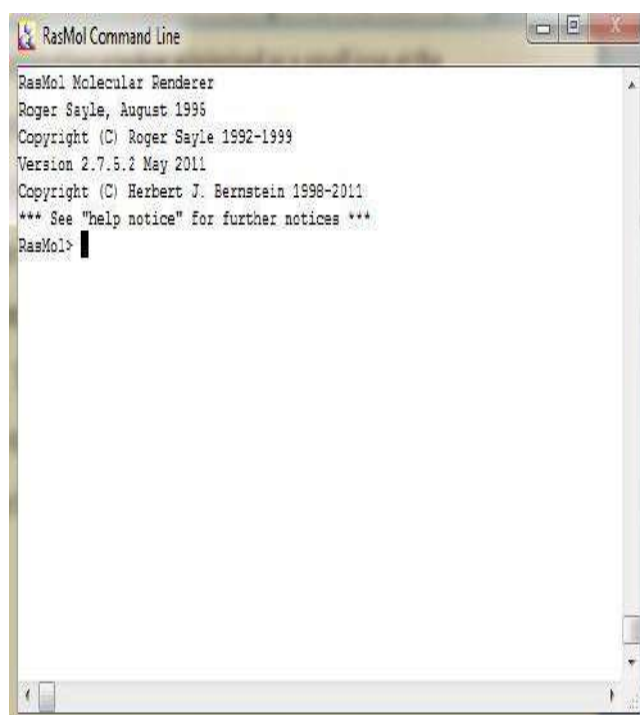 RasMol Command Line
RasMol Molecular Renderer
Roger Sayle, August 1995
Copyright (C) Roger Sayle 1992-1999
Version 2.7.5.2 May 2011
Copyright (C) Herbert J. Bernstein 1998-2011
*** See "help notice" for further notices ***
RasMol>